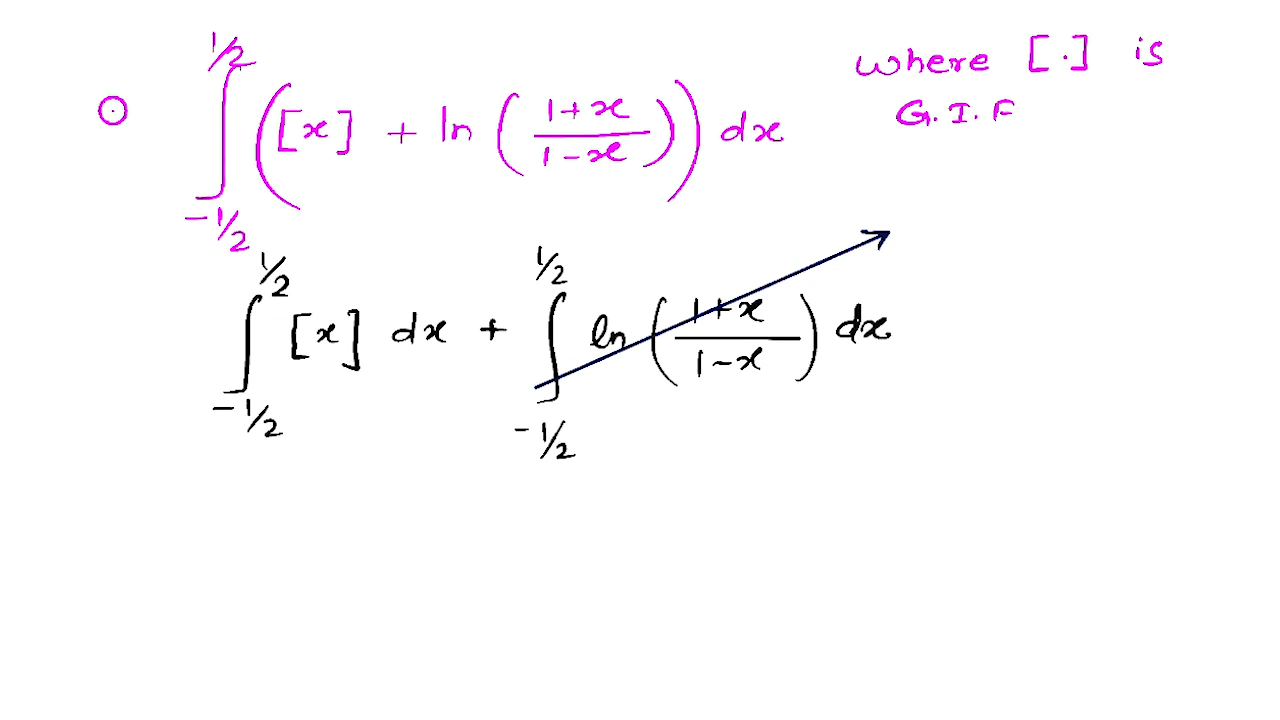 ∫_{-1/2}^{1/2} ([x] + ln((1+x)/(1-x))) dx where [.] is
G.I.F
∫_{-1/2}^{1/2} [x] dx + ∫_{-1/2}^{1/2} ln((1+x)/(1-x)) dx